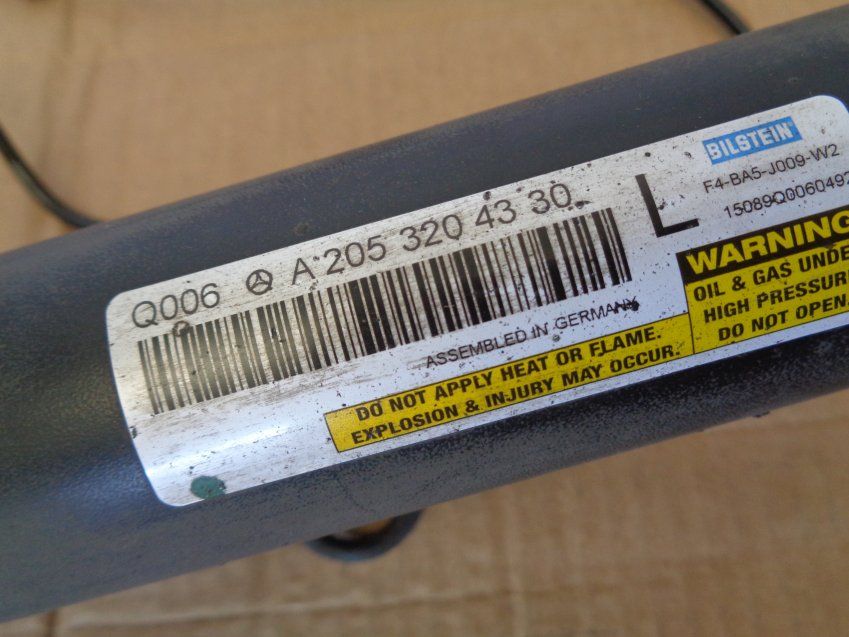 Q006 A 205 320 43 30
ASSEMBLED IN GERMANY
DO NOT APPLY HEAT OR FLAME.
EXPLOSION & INJURY MAY OCCUR.
L
BILSTEIN
F4-BA5-J009-W2
15089Q0060492
WARNING
OIL & GAS UNDE
HIGH PRESSURE
DO NOT OPEN.